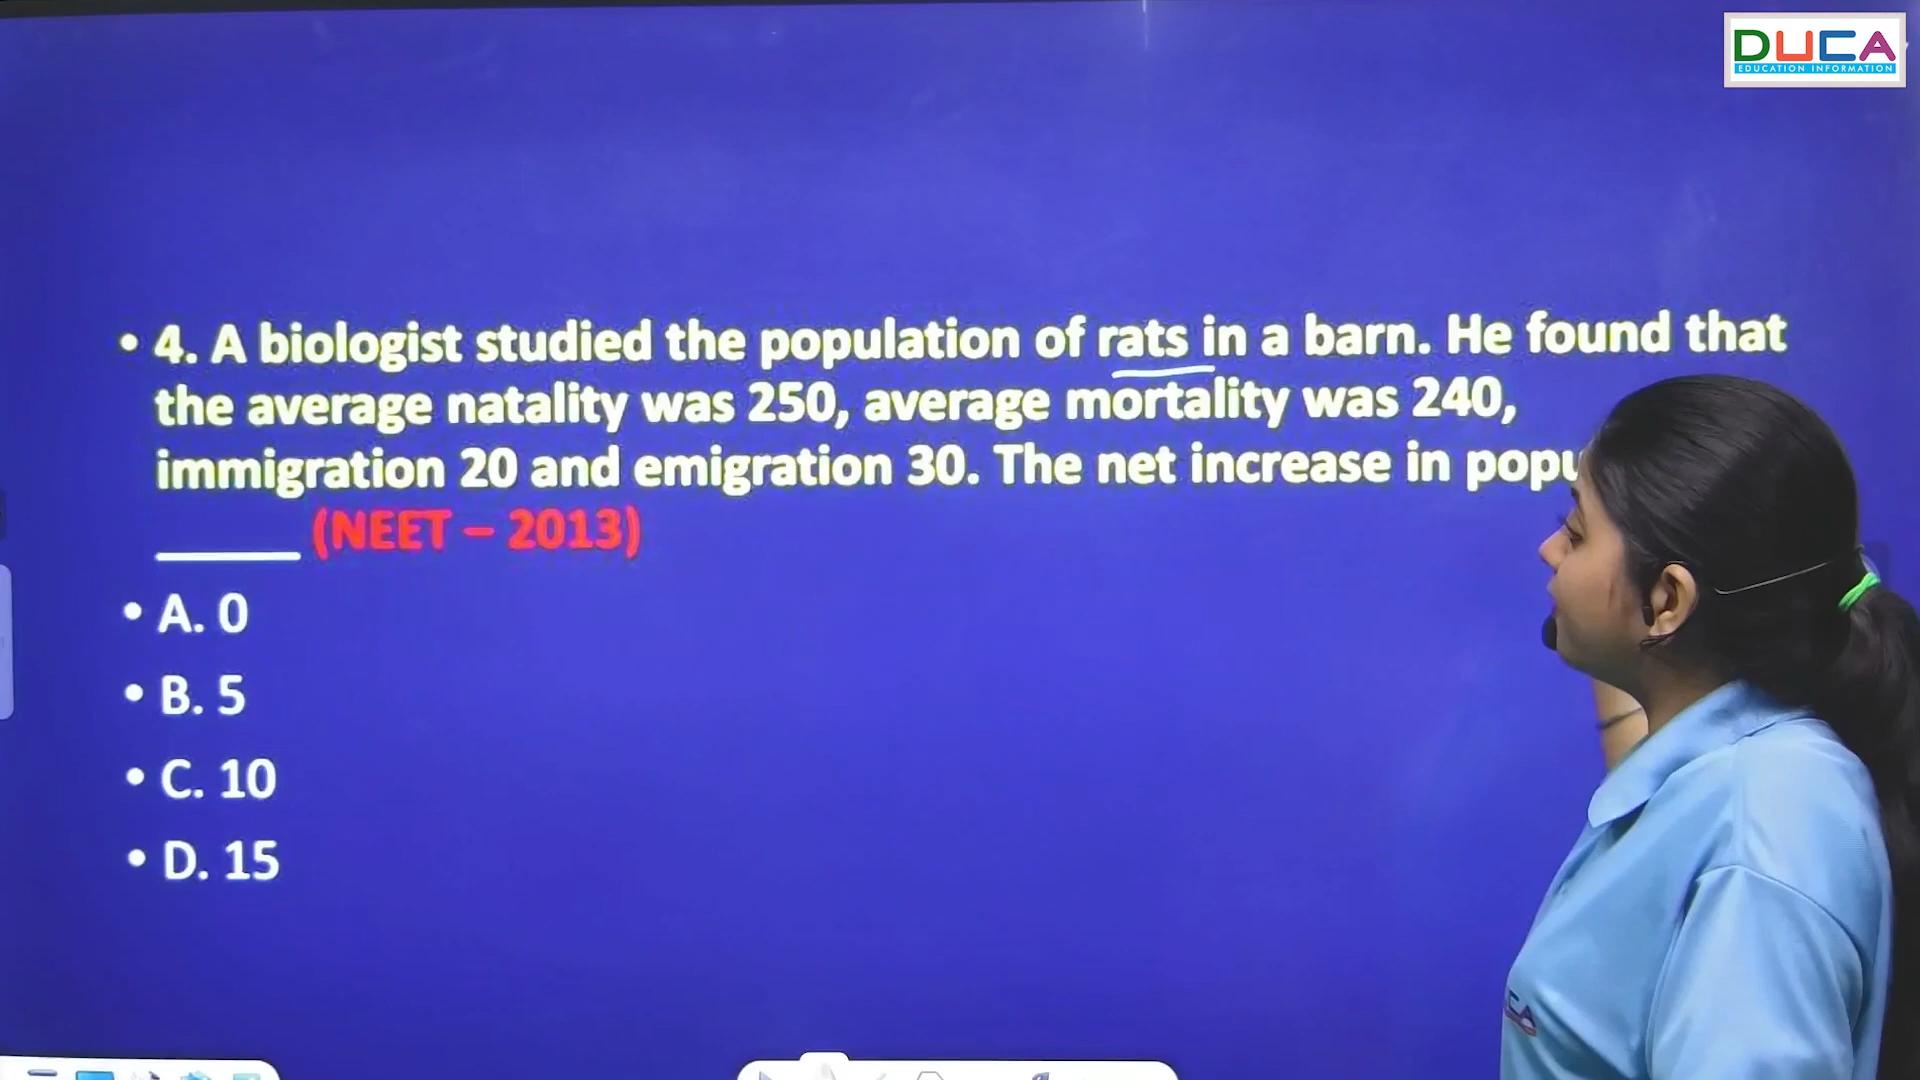 DUCA
EDUCATION INFORMATION
• 4. A biologist studied the population of rats in a barn. He found that
the average natality was 250, average mortality was 240,
immigration 20 and emigration 30. The net increase in popu
______ (NEET – 2013)
• A. 0
• B. 5
• C. 10
• D. 15